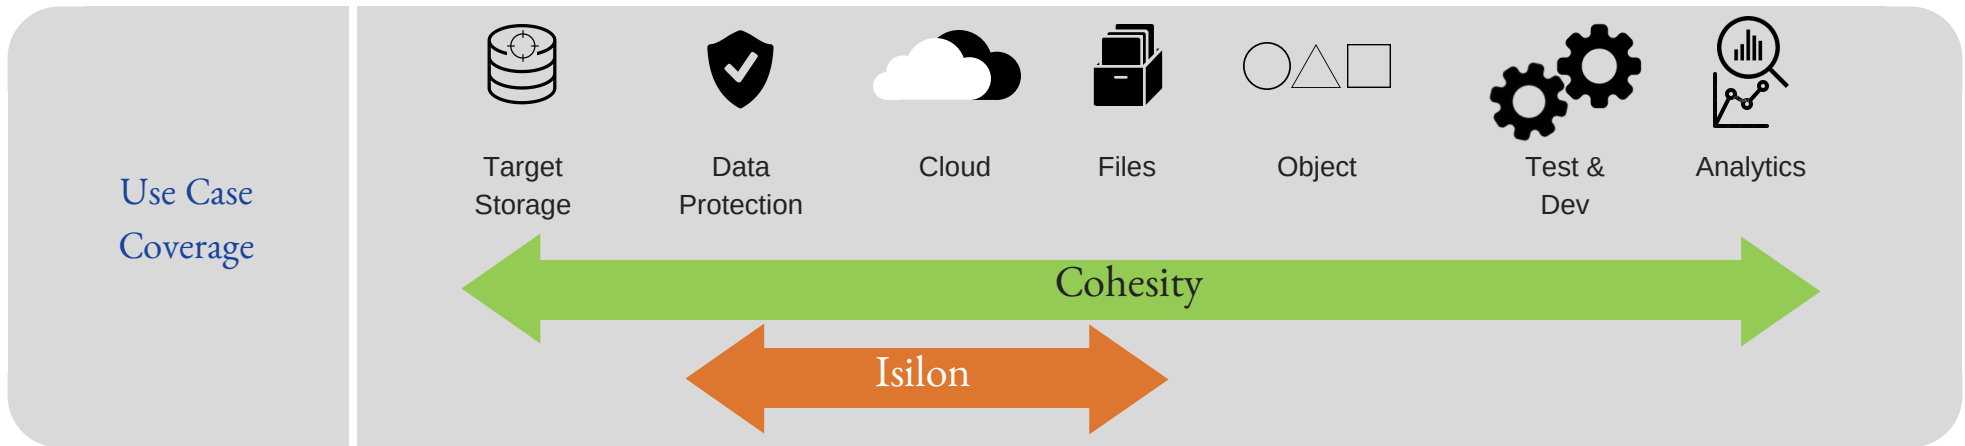 Use Case
Coverage
Target
Storage
Data
Protection
Cloud
Files
Object
Test &
Dev
Analytics
Cohesity
Isilon